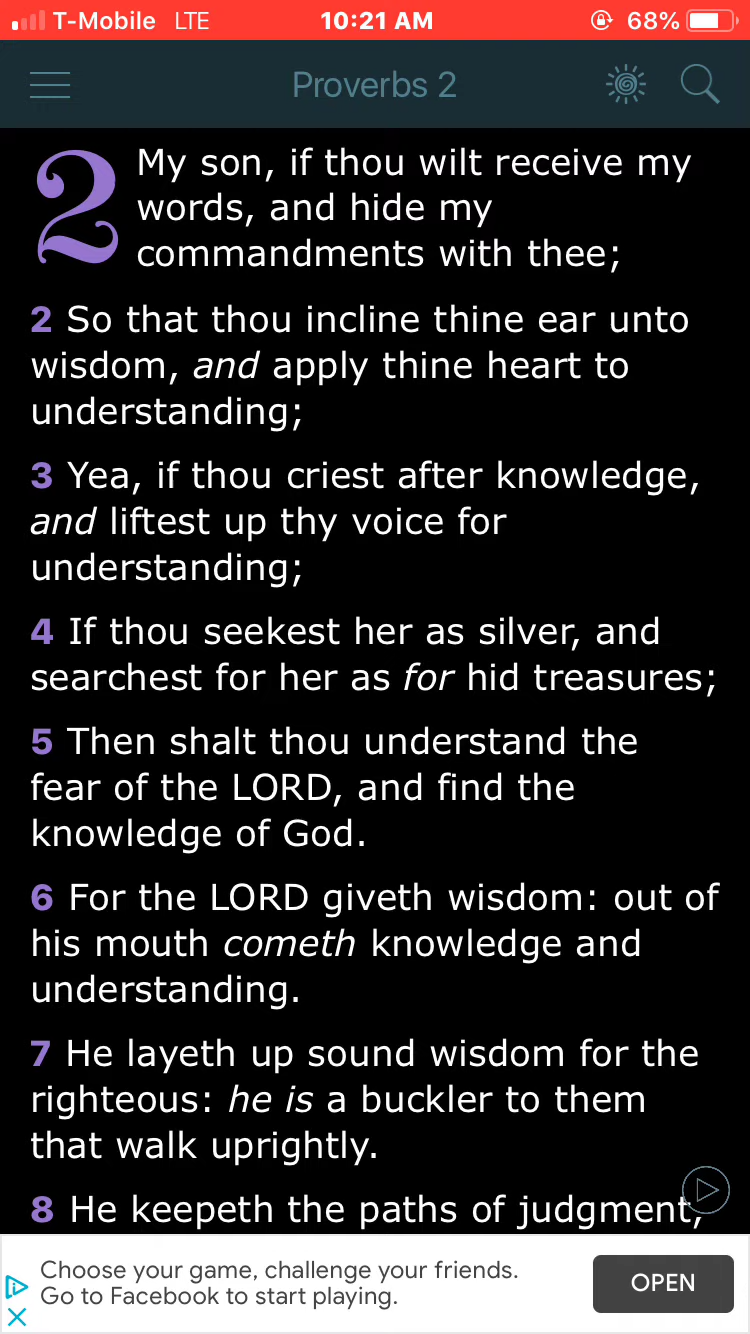 T-Mobile LTE 10:21 AM 68%
Proverbs 2
2 My son, if thou wilt receive my
words, and hide my
commandments with thee;
2 So that thou incline thine ear unto
wisdom, and apply thine heart to
understanding;
3 Yea, if thou criest after knowledge,
and liftest up thy voice for
understanding;
4 If thou seekest her as silver, and
searchest for her as for hid treasures;
5 Then shalt thou understand the
fear of the LORD, and find the
knowledge of God.
6 For the LORD giveth wisdom: out of
his mouth cometh knowledge and
understanding.
7 He layeth up sound wisdom for the
righteous: he is a buckler to them
that walk uprightly.
8 He keepeth the paths of judgment,
Choose your game, challenge your friends.
Go to Facebook to start playing.
OPEN